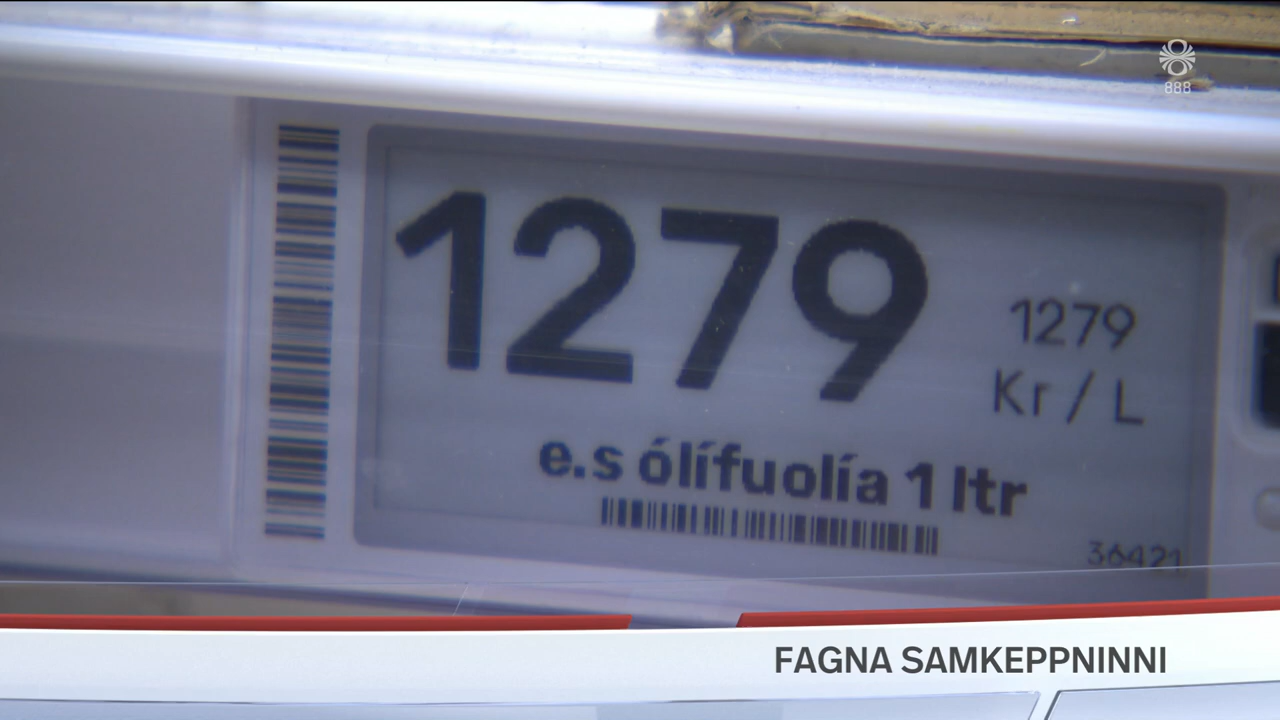 888
1279
1279
Kr / L
e.s ólífuolía 1 ltr
36421
FAGNA SAMKEPPNINNI